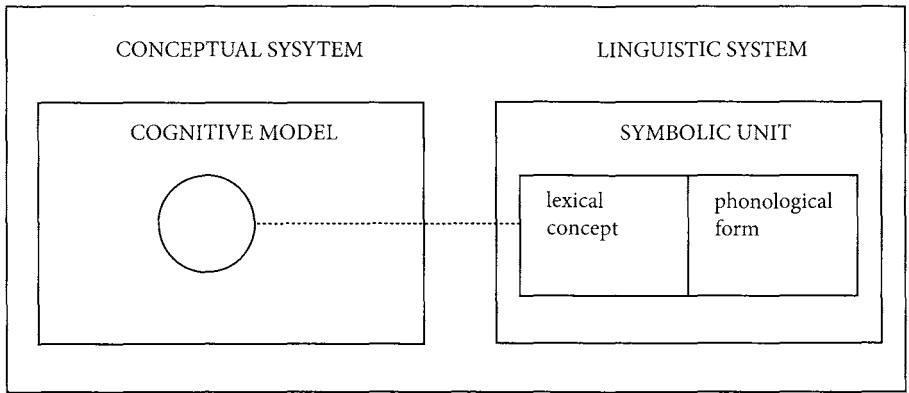 CONCEPTUAL SYSYTEM
LINGUISTIC SYSTEM
COGNITIVE MODEL
SYMBOLIC UNIT
lexical
concept
phonological
form